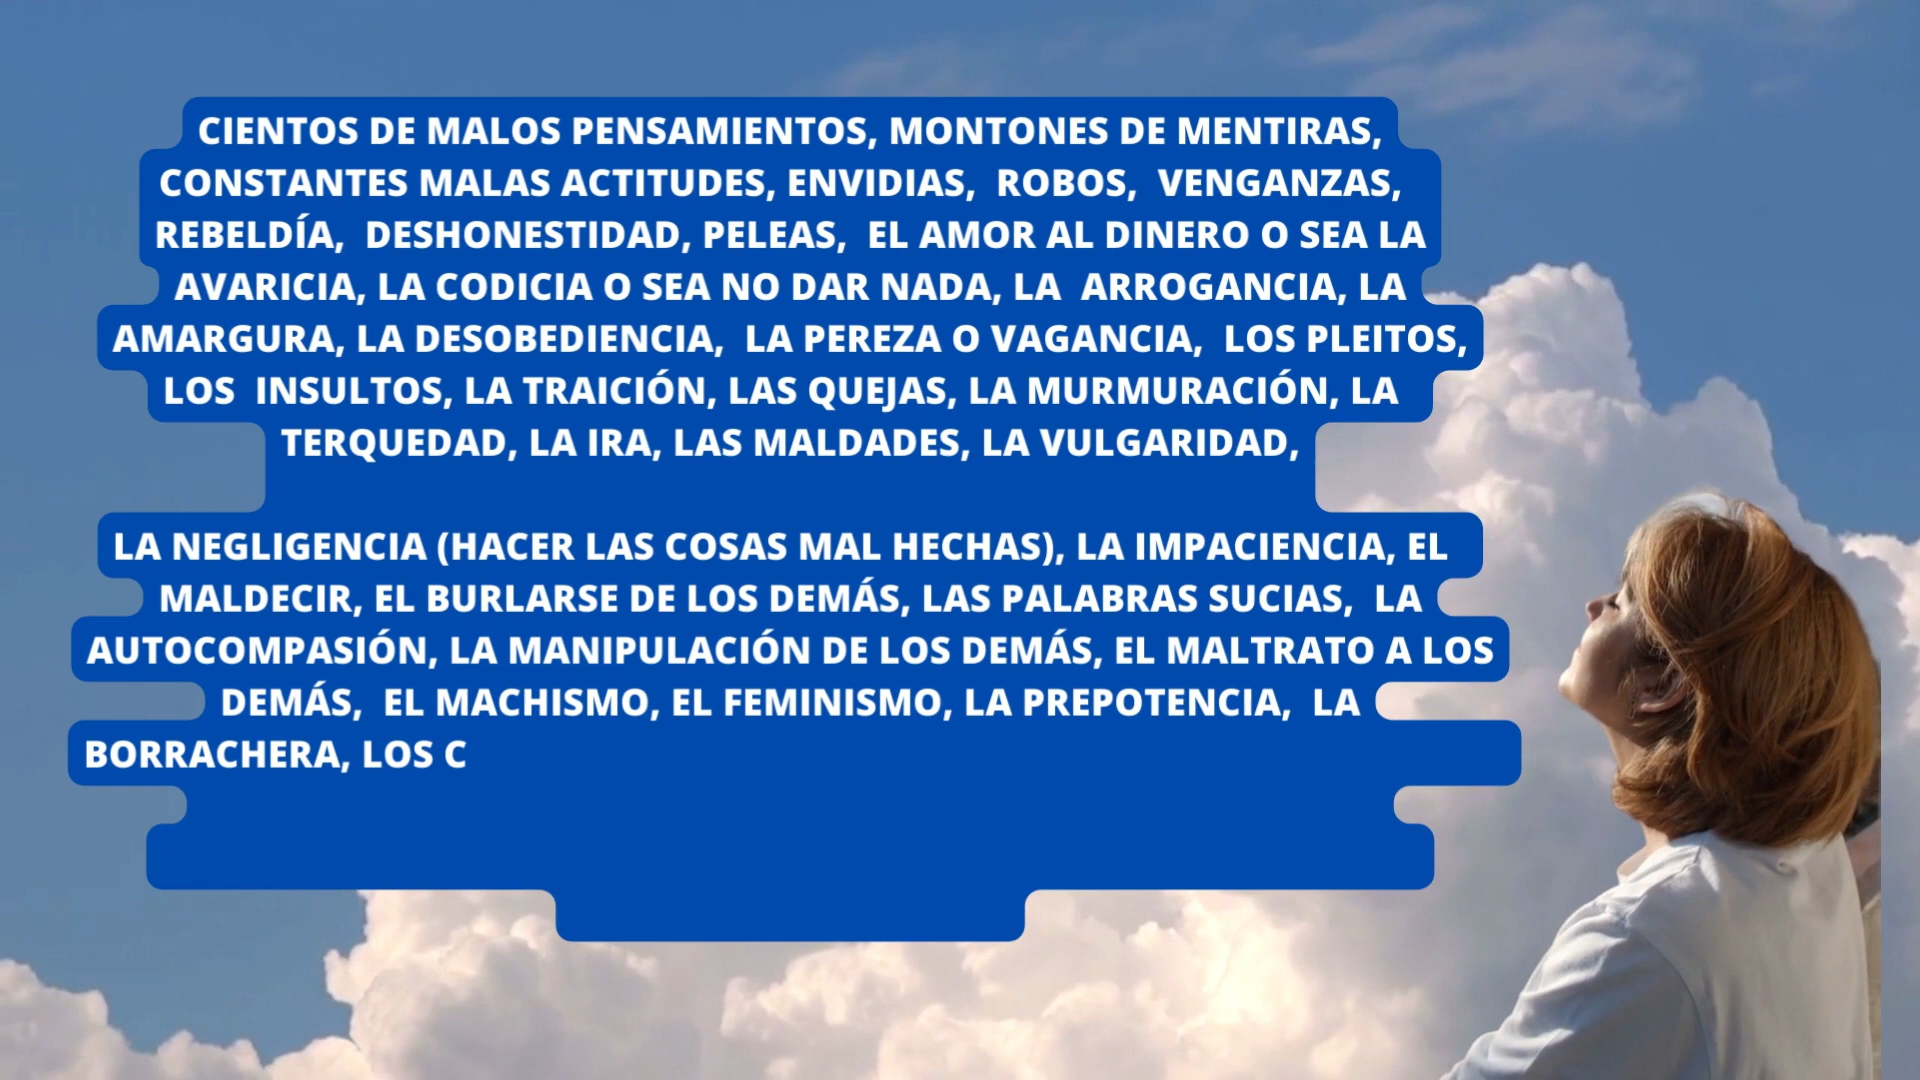 CIENTOS DE MALOS PENSAMIENTOS, MONTONES DE MENTIRAS,
CONSTANTES MALAS ACTITUDES, ENVIDIAS, ROBOS, VENGANZAS,
REBELDÍA, DESHONESTIDAD, PELEAS, EL AMOR AL DINERO O SEA LA
AVARICIA, LA CODICIA O SEA NO DAR NADA, LA ARROGANCIA, LA
AMARGURA, LA DESOBEDIENCIA, LA PEREZA O VAGANCIA, LOS PLEITOS,
LOS INSULTOS, LA TRAICIÓN, LAS QUEJAS, LA MURMURACIÓN, LA
TERQUEDAD, LA IRA, LAS MALDADES, LA VULGARIDAD,
LA NEGLIGENCIA (HACER LAS COSAS MAL HECHAS), LA IMPACIENCIA, EL
MALDECIR, EL BURLARSE DE LOS DEMÁS, LAS PALABRAS SUCIAS, LA
AUTOCOMPASIÓN, LA MANIPULACIÓN DE LOS DEMÁS, EL MALTRATO A LOS
DEMÁS, EL MACHISMO, EL FEMINISMO, LA PREPOTENCIA, LA
BORRACHERA, LOS C